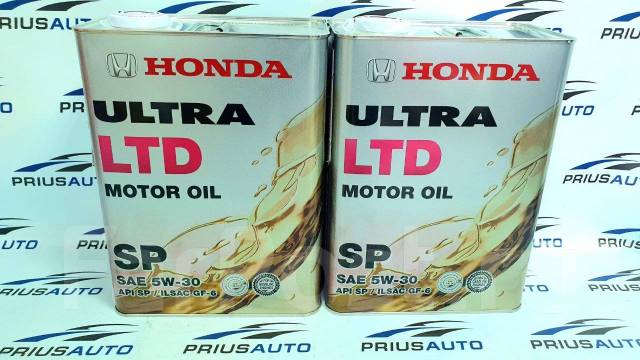 HONDA
ULTRA
LTD
MOTOR OIL
SP
SAE 5W-30
API SP / ILSAC GF-6
HONDA
ULTRA
LTD
MOTOR OIL
SP
SAE 5W-30
API SP / ILSAC GF-6
PRIUSAUTO
PRIUSAUTO
PRIUSAUTO
PRIUSAUTO
PRIUSAUTO